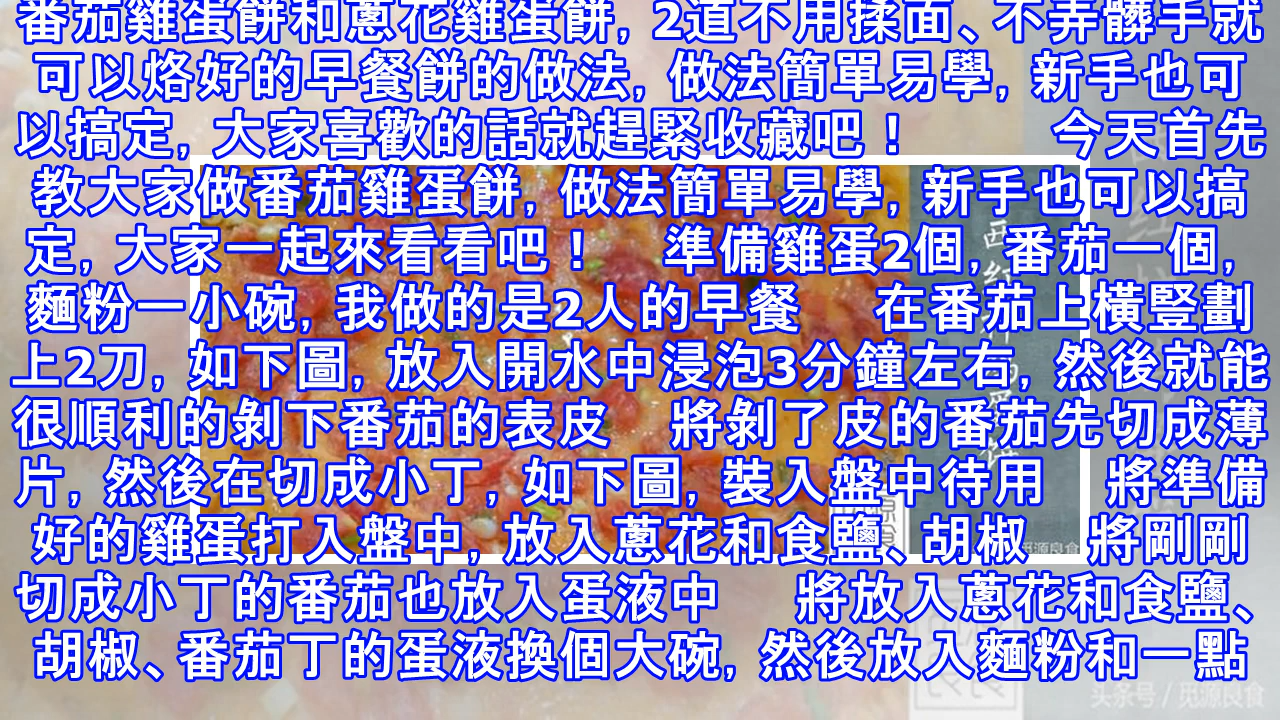 番茄雞蛋餅和蔥花雞蛋餅, 2道不用揉面、不弄髒手就
可以烙好的早餐餅的做法, 做法簡單易學, 新手也可
以搞定, 大家喜歡的話就趕緊收藏吧！ 今天首先
教大家做番茄雞蛋餅, 做法簡單易學, 新手也可以搞
定, 大家一起來看看吧！ 準備雞蛋2個, 番茄一個,
麵粉一小碗, 我做的是2人的早餐 在番茄上橫豎劃
上2刀, 如下圖, 放入開水中浸泡3分鐘左右, 然後就能
很順利的剝下番茄的表皮 將剝了皮的番茄先切成薄
片, 然後在切成小丁, 如下圖, 裝入盤中待用 將準備
好的雞蛋打入盤中, 放入蔥花和食鹽、胡椒 將剛剛
切成小丁的番茄也放入蛋液中 將放入蔥花和食鹽、
胡椒、番茄丁的蛋液換個大碗, 然後放入麵粉和一點
头条号 / 觅源良食